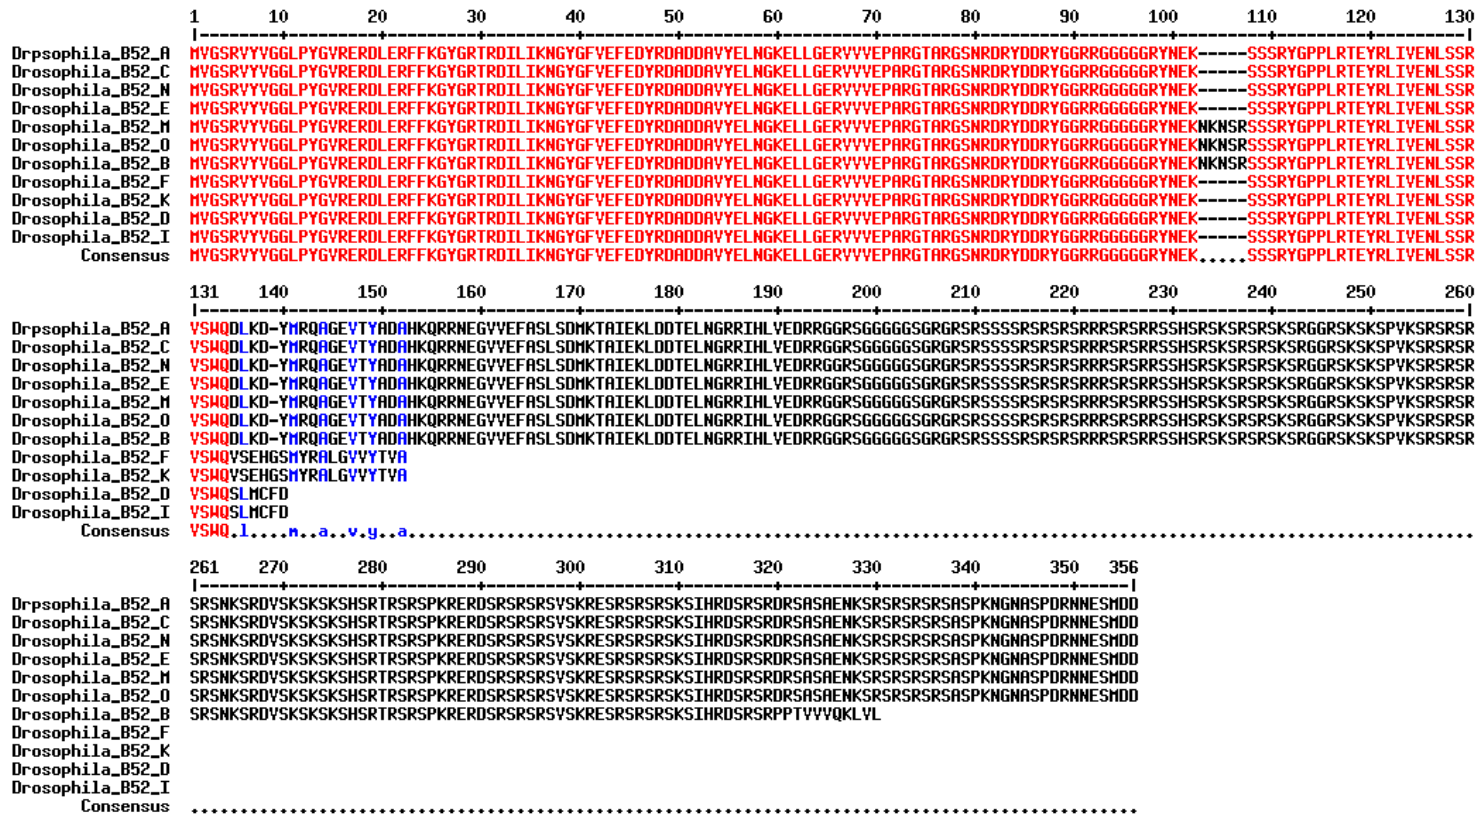 1 10 20 30 40 50 60 70 80 90 100 110 120 130
|--------+---------+---------+---------+---------+---------+---------+---------+---------+---------+---------+---------+---------|
Drpsophila_B52_A MVGSRVYVGGLPYGVRERDLERFFKGYGRTRDILIKNGYGFVEFEDYRDADDAVYELNGKELLGERVVVEPARGTARGSNRDRYDDRYGGRRGGGGGRYNEK-----SSSRYGPPLRTEYRLIVENLSSR
Drosophila_B52_C MVGSRVYVGGLPYGVRERDLERFFKGYGRTRDILIKNGYGFVEFEDYRDADDAVYELNGKELLGERVVVEPARGTARGSNRDRYDDRYGGRRGGGGGRYNEK-----SSSRYGPPLRTEYRLIVENLSSR
Drosophila_B52_N MVGSRVYVGGLPYGVRERDLERFFKGYGRTRDILIKNGYGFVEFEDYRDADDAVYELNGKELLGERVVVEPARGTARGSNRDRYDDRYGGRRGGGGGRYNEK-----SSSRYGPPLRTEYRLIVENLSSR
Drosophila_B52_E MVGSRVYVGGLPYGVRERDLERFFKGYGRTRDILIKNGYGFVEFEDYRDADDAVYELNGKELLGERVVVEPARGTARGSNRDRYDDRYGGRRGGGGGRYNEK-----SSSRYGPPLRTEYRLIVENLSSR
Drosophila_B52_M MVGSRVYVGGLPYGVRERDLERFFKGYGRTRDILIKNGYGFVEFEDYRDADDAVYELNGKELLGERVVVEPARGTARGSNRDRYDDRYGGRRGGGGGRYNEKNKNSRSSSRYGPPLRTEYRLIVENLSSR
Drosophila_B52_O MVGSRVYVGGLPYGVRERDLERFFKGYGRTRDILIKNGYGFVEFEDYRDADDAVYELNGKELLGERVVVEPARGTARGSNRDRYDDRYGGRRGGGGGRYNEKNKNSRSSSRYGPPLRTEYRLIVENLSSR
Drosophila_B52_B MVGSRVYVGGLPYGVRERDLERFFKGYGRTRDILIKNGYGFVEFEDYRDADDAVYELNGKELLGERVVVEPARGTARGSNRDRYDDRYGGRRGGGGGRYNEKNKNSRSSSRYGPPLRTEYRLIVENLSSR
Drosophila_B52_F MVGSRVYVGGLPYGVRERDLERFFKGYGRTRDILIKNGYGFVEFEDYRDADDAVYELNGKELLGERVVVEPARGTARGSNRDRYDDRYGGRRGGGGGRYNEK-----SSSRYGPPLRTEYRLIVENLSSR
Drosophila_B52_K MVGSRVYVGGLPYGVRERDLERFFKGYGRTRDILIKNGYGFVEFEDYRDADDAVYELNGKELLGERVVVEPARGTARGSNRDRYDDRYGGRRGGGGGRYNEK-----SSSRYGPPLRTEYRLIVENLSSR
Drosophila_B52_D MVGSRVYVGGLPYGVRERDLERFFKGYGRTRDILIKNGYGFVEFEDYRDADDAVYELNGKELLGERVVVEPARGTARGSNRDRYDDRYGGRRGGGGGRYNEK-----SSSRYGPPLRTEYRLIVENLSSR
Drosophila_B52_I MVGSRVYVGGLPYGVRERDLERFFKGYGRTRDILIKNGYGFVEFEDYRDADDAVYELNGKELLGERVVVEPARGTARGSNRDRYDDRYGGRRGGGGGRYNEK-----SSSRYGPPLRTEYRLIVENLSSR
Consensus MVGSRVYVGGLPYGVRERDLERFFKGYGRTRDILIKNGYGFVEFEDYRDADDAVYELNGKELLGERVVVEPARGTARGSNRDRYDDRYGGRRGGGGGRYNEK.....SSSRYGPPLRTEYRLIVENLSSR
131 140 150 160 170 180 190 200 210 220 230 240 250 260
|--------+---------+---------+---------+---------+---------+---------+---------+---------+---------+---------+---------+---------|
Drpsophila_B52_A VSWQDLKD-YMRQAGEVTYADAHKQRRNEGVVEFASLSDMKTAIEKLDDTELNGRRIHLVEDRRGGRSGGGGGSGRGRSRSSSSRSRSRSRRRSRSRRSSHSRSKSRSRSKSRGGRSKSKSPVKSRSRSR
Drosophila_B52_C VSWQDLKD-YMRQAGEVTYADAHKQRRNEGVVEFASLSDMKTAIEKLDDTELNGRRIHLVEDRRGGRSGGGGGSGRGRSRSSSSRSRSRSRRRSRSRRSSHSRSKSRSRSKSRGGRSKSKSPVKSRSRSR
Drosophila_B52_N VSWQDLKD-YMRQAGEVTYADAHKQRRNEGVVEFASLSDMKTAIEKLDDTELNGRRIHLVEDRRGGRSGGGGGSGRGRSRSSSSRSRSRSRRRSRSRRSSHSRSKSRSRSKSRGGRSKSKSPVKSRSRSR
Drosophila_B52_E VSWQDLKD-YMRQAGEVTYADAHKQRRNEGVVEFASLSDMKTAIEKLDDTELNGRRIHLVEDRRGGRSGGGGGSGRGRSRSSSSRSRSRSRRRSRSRRSSHSRSKSRSRSKSRGGRSKSKSPVKSRSRSR
Drosophila_B52_M VSWQDLKD-YMRQAGEVTYADAHKQRRNEGVVEFASLSDMKTAIEKLDDTELNGRRIHLVEDRRGGRSGGGGGSGRGRSRSSSSRSRSRSRRRSRSRRSSHSRSKSRSRSKSRGGRSKSKSPVKSRSRSR
Drosophila_B52_O VSWQDLKD-YMRQAGEVTYADAHKQRRNEGVVEFASLSDMKTAIEKLDDTELNGRRIHLVEDRRGGRSGGGGGSGRGRSRSSSSRSRSRSRRRSRSRRSSHSRSKSRSRSKSRGGRSKSKSPVKSRSRSR
Drosophila_B52_B VSWQDLKD-YMRQAGEVTYADAHKQRRNEGVVEFASLSDMKTAIEKLDDTELNGRRIHLVEDRRGGRSGGGGGSGRGRSRSSSSRSRSRSRRRSRSRRSSHSRSKSRSRSKSRGGRSKSKSPVKSRSRSR
Drosophila_B52_F VSWQVSEHGSMYRALGVVYTVA
Drosophila_B52_K VSWQVSEHGSMYRALGVVYTVA
Drosophila_B52_D VSWQSLMCFD
Drosophila_B52_I VSWQSLMCFD
Consensus VSWQ.l....m..a..v.y..a............................................................................................................
261 270 280 290 300 310 320 330 340 350 356
|--------+---------+---------+---------+---------+---------+---------+---------+---------+-----|
Drpsophila_B52_A SRSNKSRDVSKSKSKSHSRTRSRSPKRERDSRSRSRSVSKRESRSRSRSKSIHRDSRSRDRSASAENKSRSRSRSRSASPKNGNASPDRNNESMDD
Drosophila_B52_C SRSNKSRDVSKSKSKSHSRTRSRSPKRERDSRSRSRSVSKRESRSRSRSKSIHRDSRSRDRSASAENKSRSRSRSRSASPKNGNASPDRNNESMDD
Drosophila_B52_N SRSNKSRDVSKSKSKSHSRTRSRSPKRERDSRSRSRSVSKRESRSRSRSKSIHRDSRSRDRSASAENKSRSRSRSRSASPKNGNASPDRNNESMDD
Drosophila_B52_E SRSNKSRDVSKSKSKSHSRTRSRSPKRERDSRSRSRSVSKRESRSRSRSKSIHRDSRSRDRSASAENKSRSRSRSRSASPKNGNASPDRNNESMDD
Drosophila_B52_M SRSNKSRDVSKSKSKSHSRTRSRSPKRERDSRSRSRSVSKRESRSRSRSKSIHRDSRSRDRSASAENKSRSRSRSRSASPKNGNASPDRNNESMDD
Drosophila_B52_O SRSNKSRDVSKSKSKSHSRTRSRSPKRERDSRSRSRSVSKRESRSRSRSKSIHRDSRSRDRSASAENKSRSRSRSRSASPKNGNASPDRNNESMDD
Drosophila_B52_B SRSNKSRDVSKSKSKSHSRTRSRSPKRERDSRSRSRSVSKRESRSRSRSKSIHRDSRSRPPTVVVQKLVL
Drosophila_B52_F
Drosophila_B52_K
Drosophila_B52_D
Drosophila_B52_I
Consensus ................................................................................................